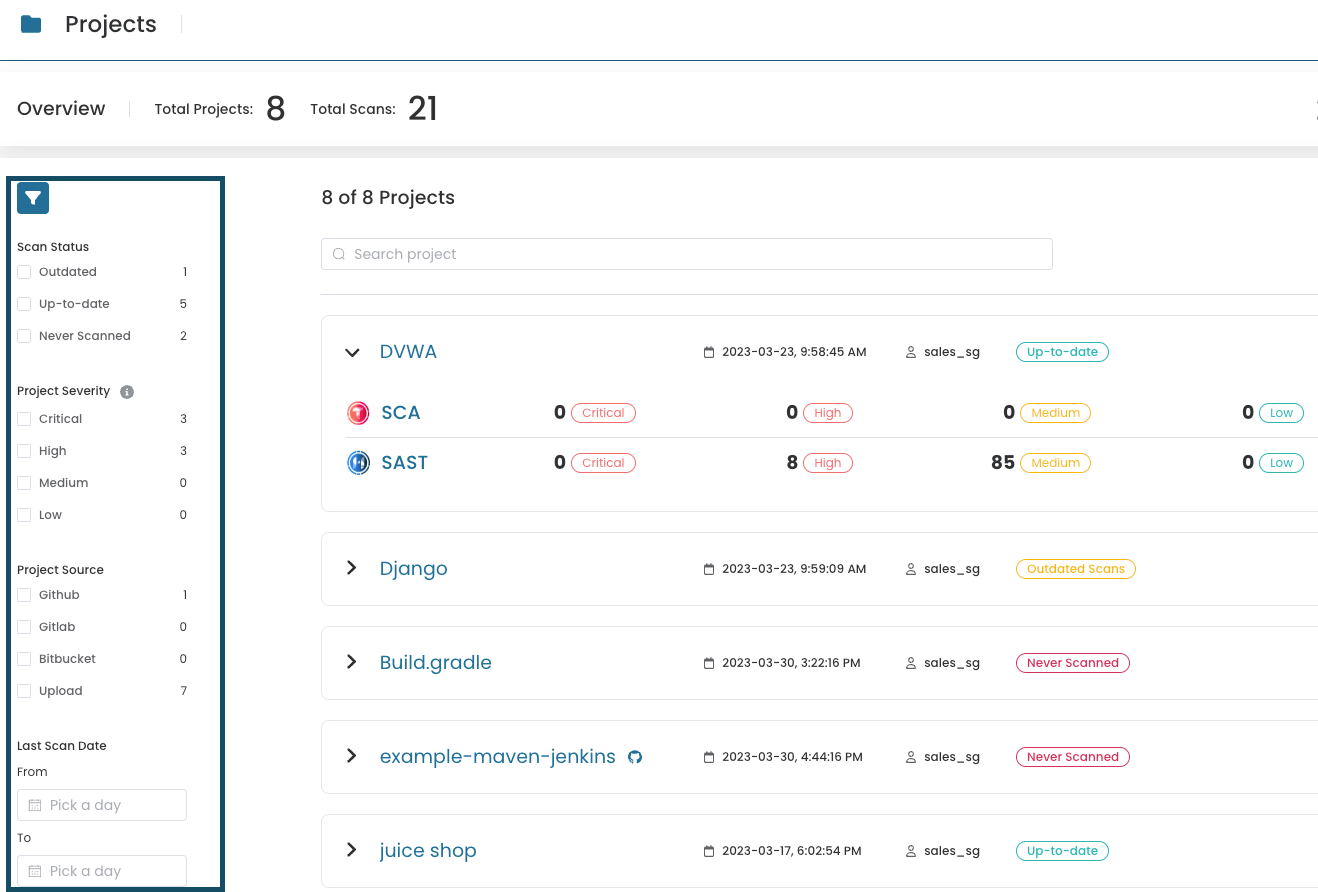 Projects
Overview Total Projects: 8 Total Scans: 21
Scan Status
Outdated 1
Up-to-date 5
Never Scanned 2
Project Severity
Critical 3
High 3
Medium 0
Low 0
Project Source
Github 1
Gitlab 0
Bitbucket 0
Upload 7
Last Scan Date
From
Pick a day
To
Pick a day
8 of 8 Projects
Search project
DVWA 2023-03-23, 9:58:45 AM sales_sg Up-to-date
SCA 0 Critical 0 High 0 Medium 0 Low
SAST 0 Critical 8 High 85 Medium 0 Low
Django 2023-03-23, 9:59:09 AM sales_sg Outdated Scans
Build.gradle 2023-03-30, 3:22:16 PM sales_sg Never Scanned
example-maven-jenkins 2023-03-30, 4:44:16 PM sales_sg Never Scanned
juice shop 2023-03-17, 6:02:54 PM sales_sg Up-to-date